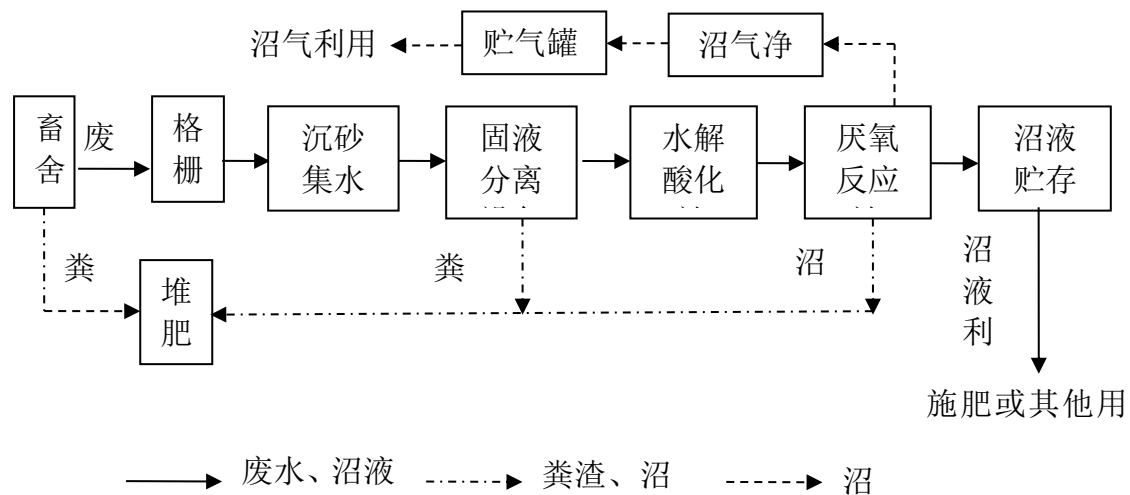 沼气利用
贮气罐
沼气净
畜
舍
废
格
栅
沉砂
集水
固液
分离
水解
酸化
厌氧
反应
沼液
贮存
粪
堆
肥
粪
沼
沼
液
利
施肥或其他用
废水、沼液
粪渣、沼
沼